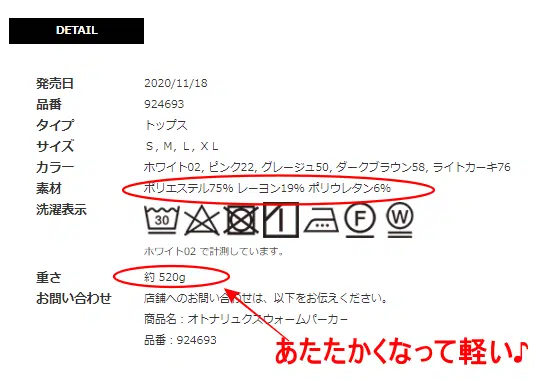 DETAIL
発売日 2020/11/18
品番 924693
タイプ トップス
サイズ S, M, L, XL
カラー ホワイト02, ピンク22, グレージュ50, ダークブラウン58, ライトカーキ76
素材 ポリエステル75% レーヨン19% ポリウレタン6%
洗濯表示 30 F W
ホワイト02 で計測しています。
重さ 約 520g
お問い合わせ 店舗へのお問い合わせは、以下をお伝えください。
商品名：オトナリュクスウォームパーカー
品番：924693
あたたかくなって軽い♪